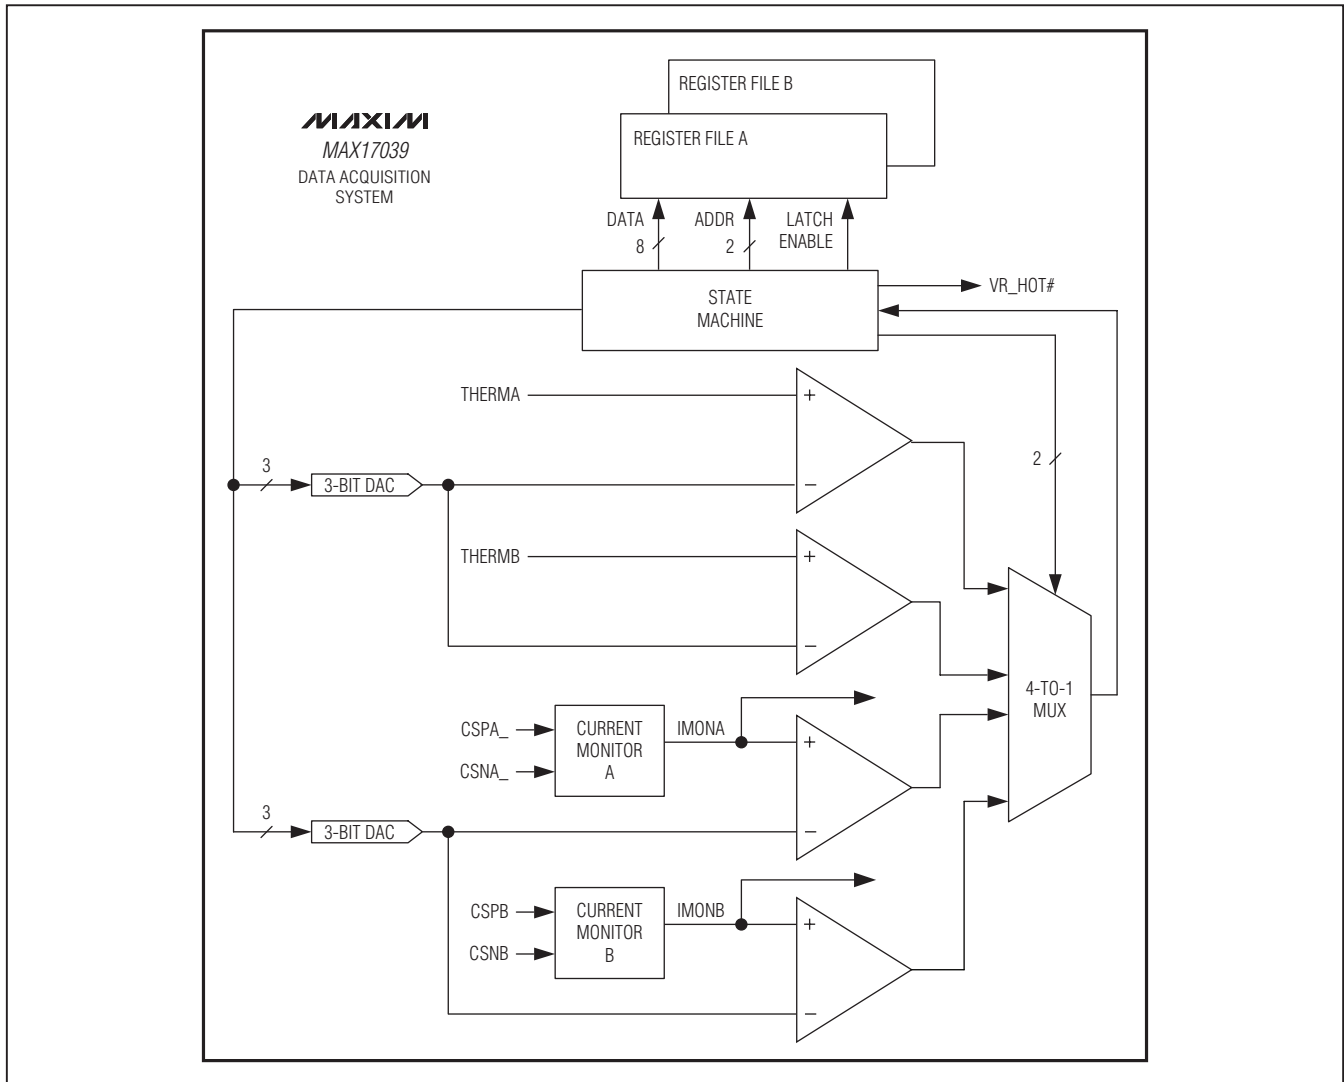 REGISTER FILE B
REGISTER FILE A
MAXIM
MAX17039
DATA ACQUISITION
SYSTEM
DATA
8
ADDR
2
LATCH
ENABLE
STATE
MACHINE
VR_HOT#
THERMA
+
−
2
3
3-BIT DAC
THERMB
+
−
4-TO-1
MUX
CSPA_
CSNA_
CURRENT
MONITOR
A
IMONA
+
−
3
3-BIT DAC
CSPB
CSNB
CURRENT
MONITOR
B
IMONB
+
−